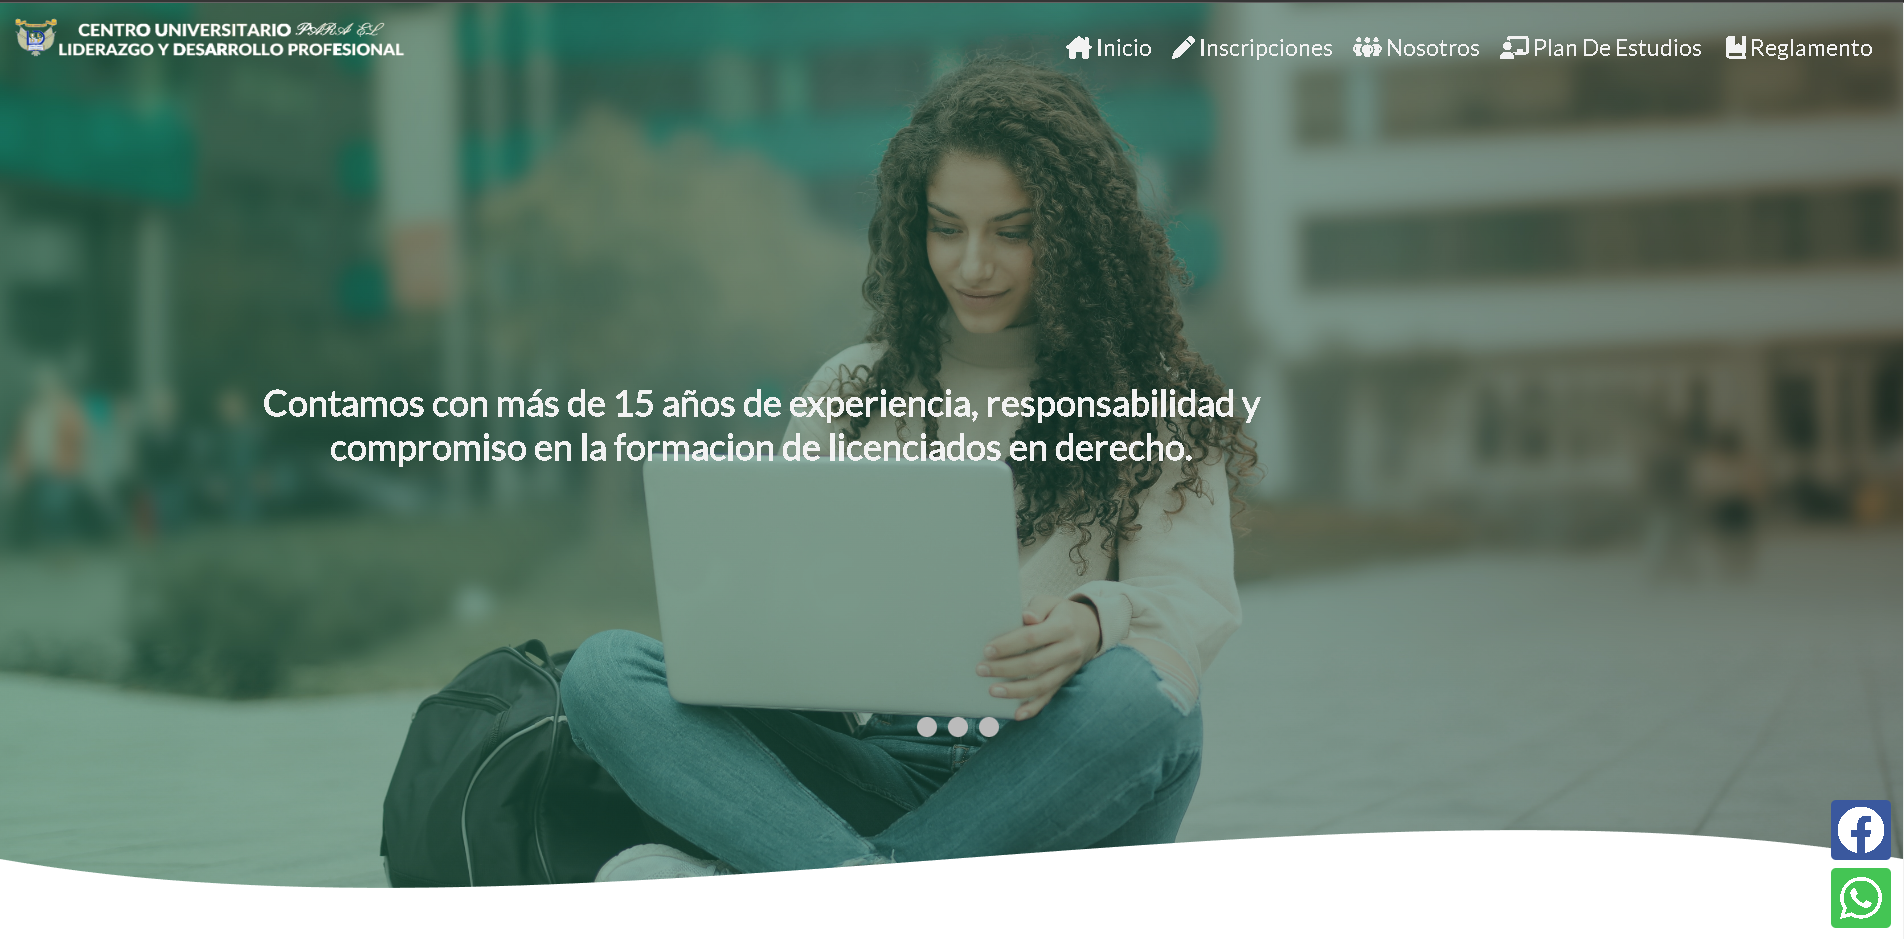 CENTRO UNIVERSITARIO PARA EL
LIDERAZGO Y DESARROLLO PROFESIONAL
Inicio
Inscripciones
Nosotros
Plan De Estudios
Reglamento
Contamos con más de 15 años de experiencia, responsabilidad y
compromiso en la formacion de licenciados en derecho.